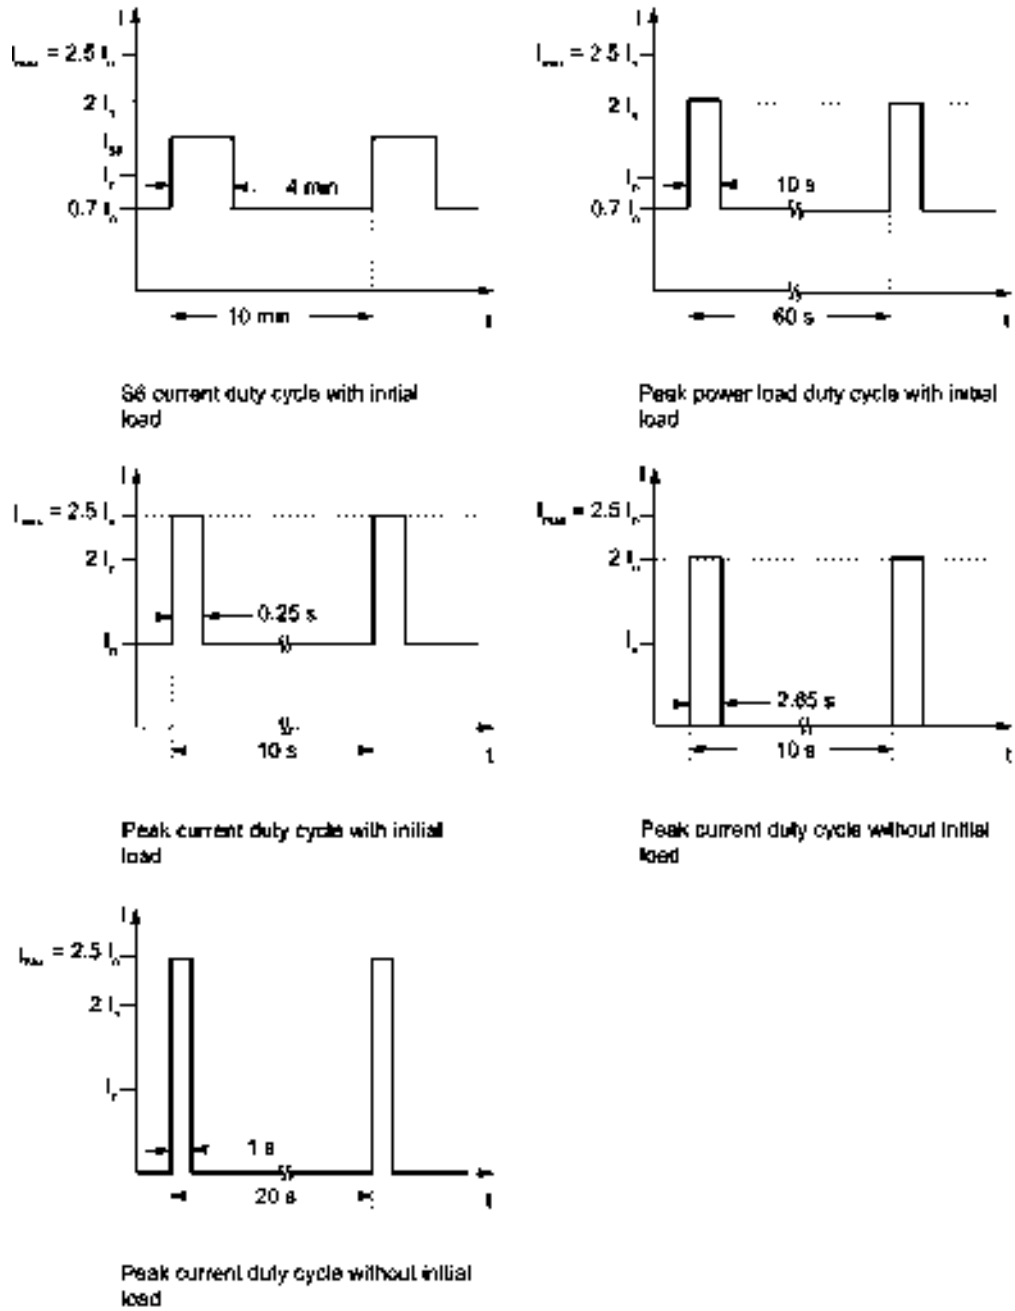 I
I
Imax = 2.5 In
Imax = 2.5 In
2 In
2 In
IS6
In
4 min
In
10 s
0.7 In
0.7 In
10 min
t
60 s
t
S6 current duty cycle with initial
load
Peak power load duty cycle with initial
load
I
I
Imax = 2.5 In
Imax = 2.5 In
2 In
2 In
0.25 s
In
In
2.65 s
10 s
t
10 s
t
Peak current duty cycle with initial
load
Peak current duty cycle without initial
load
I
Imax = 2.5 In
2 In
In
1 s
20 s
t
Peak current duty cycle without initial
load